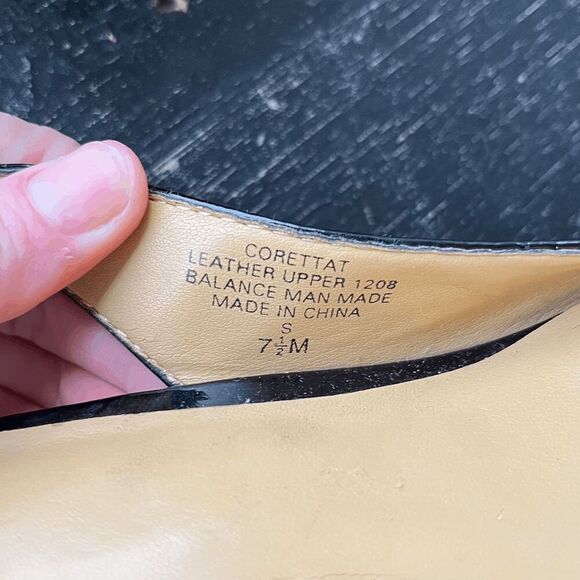 CORETTAT
LEATHER UPPER 1208
BALANCE MAN MADE
MADE IN CHINA
S
7½M